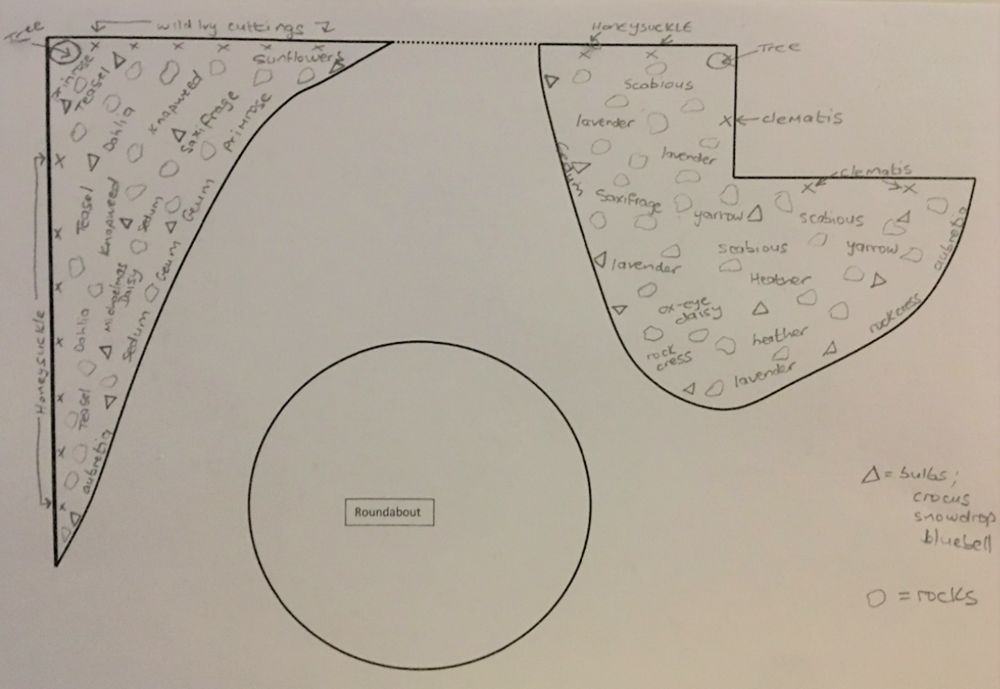 Tree
wild Ivy cuttings
Sunflowers
Primrose
Teasel
Dahlia
Knapweed
Saxifrage
Primrose
Teasel
Knapweed
Sedum
Geum
Honeysuckle
Dahlia
Michaelmas
Daisy
Geum
Sedum
Teasel
aubretia
HONEYSUCKLE
Tree
Scabious
lavender
clematis
lavender
Sedum
clematis
Saxifrage
yarrow
scabious
aubretia
lavender
scabious
yarrow
Heather
ox-eye
daisy
rock cress
heather
rock
cress
lavender
Roundabout
Δ = bulbs;
crocus
snowdrop
bluebell
= rocks